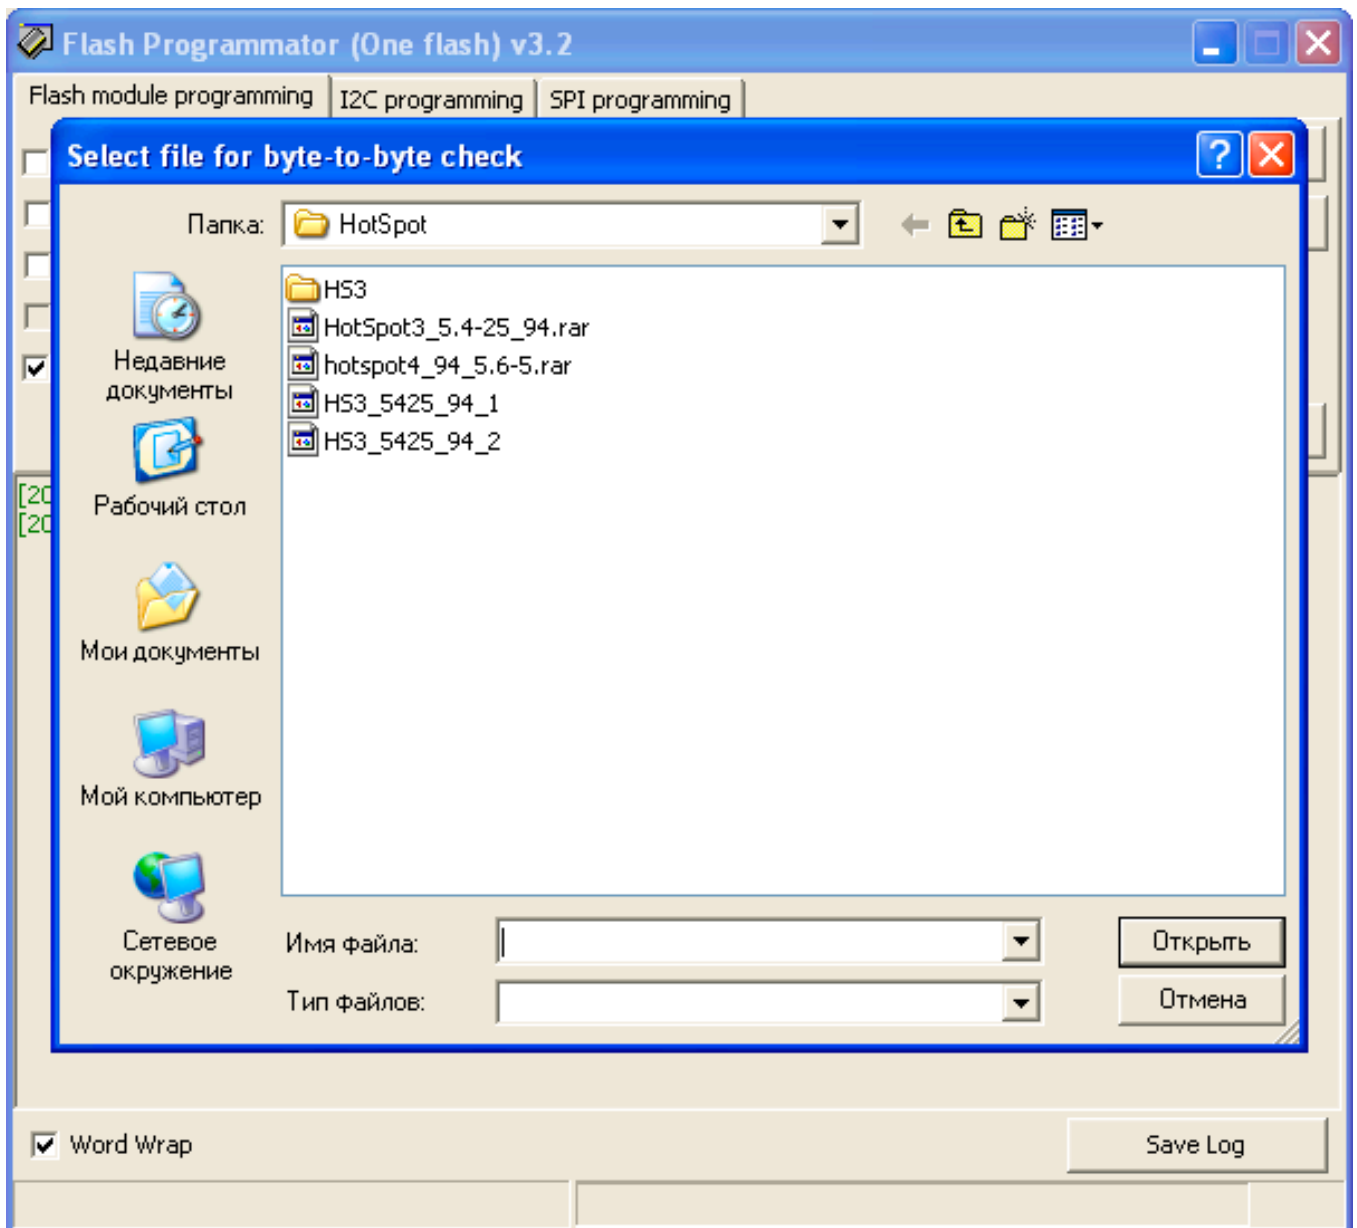 Flash Programmator (One flash) v3.2
Flash module programming
I2C programming
SPI programming
Select file for byte-to-byte check
Папка:
HotSpot
HS3
HotSpot3_5.4-25_94.rar
hotspot4_94_5.6-5.rar
HS3_5425_94_1
HS3_5425_94_2
Недавние
документы
Рабочий стол
Мои документы
Мой компьютер
Сетевое
окружение
[20
[20
Имя файла:
Открыть
Тип файлов:
Отмена
Word Wrap
Save Log